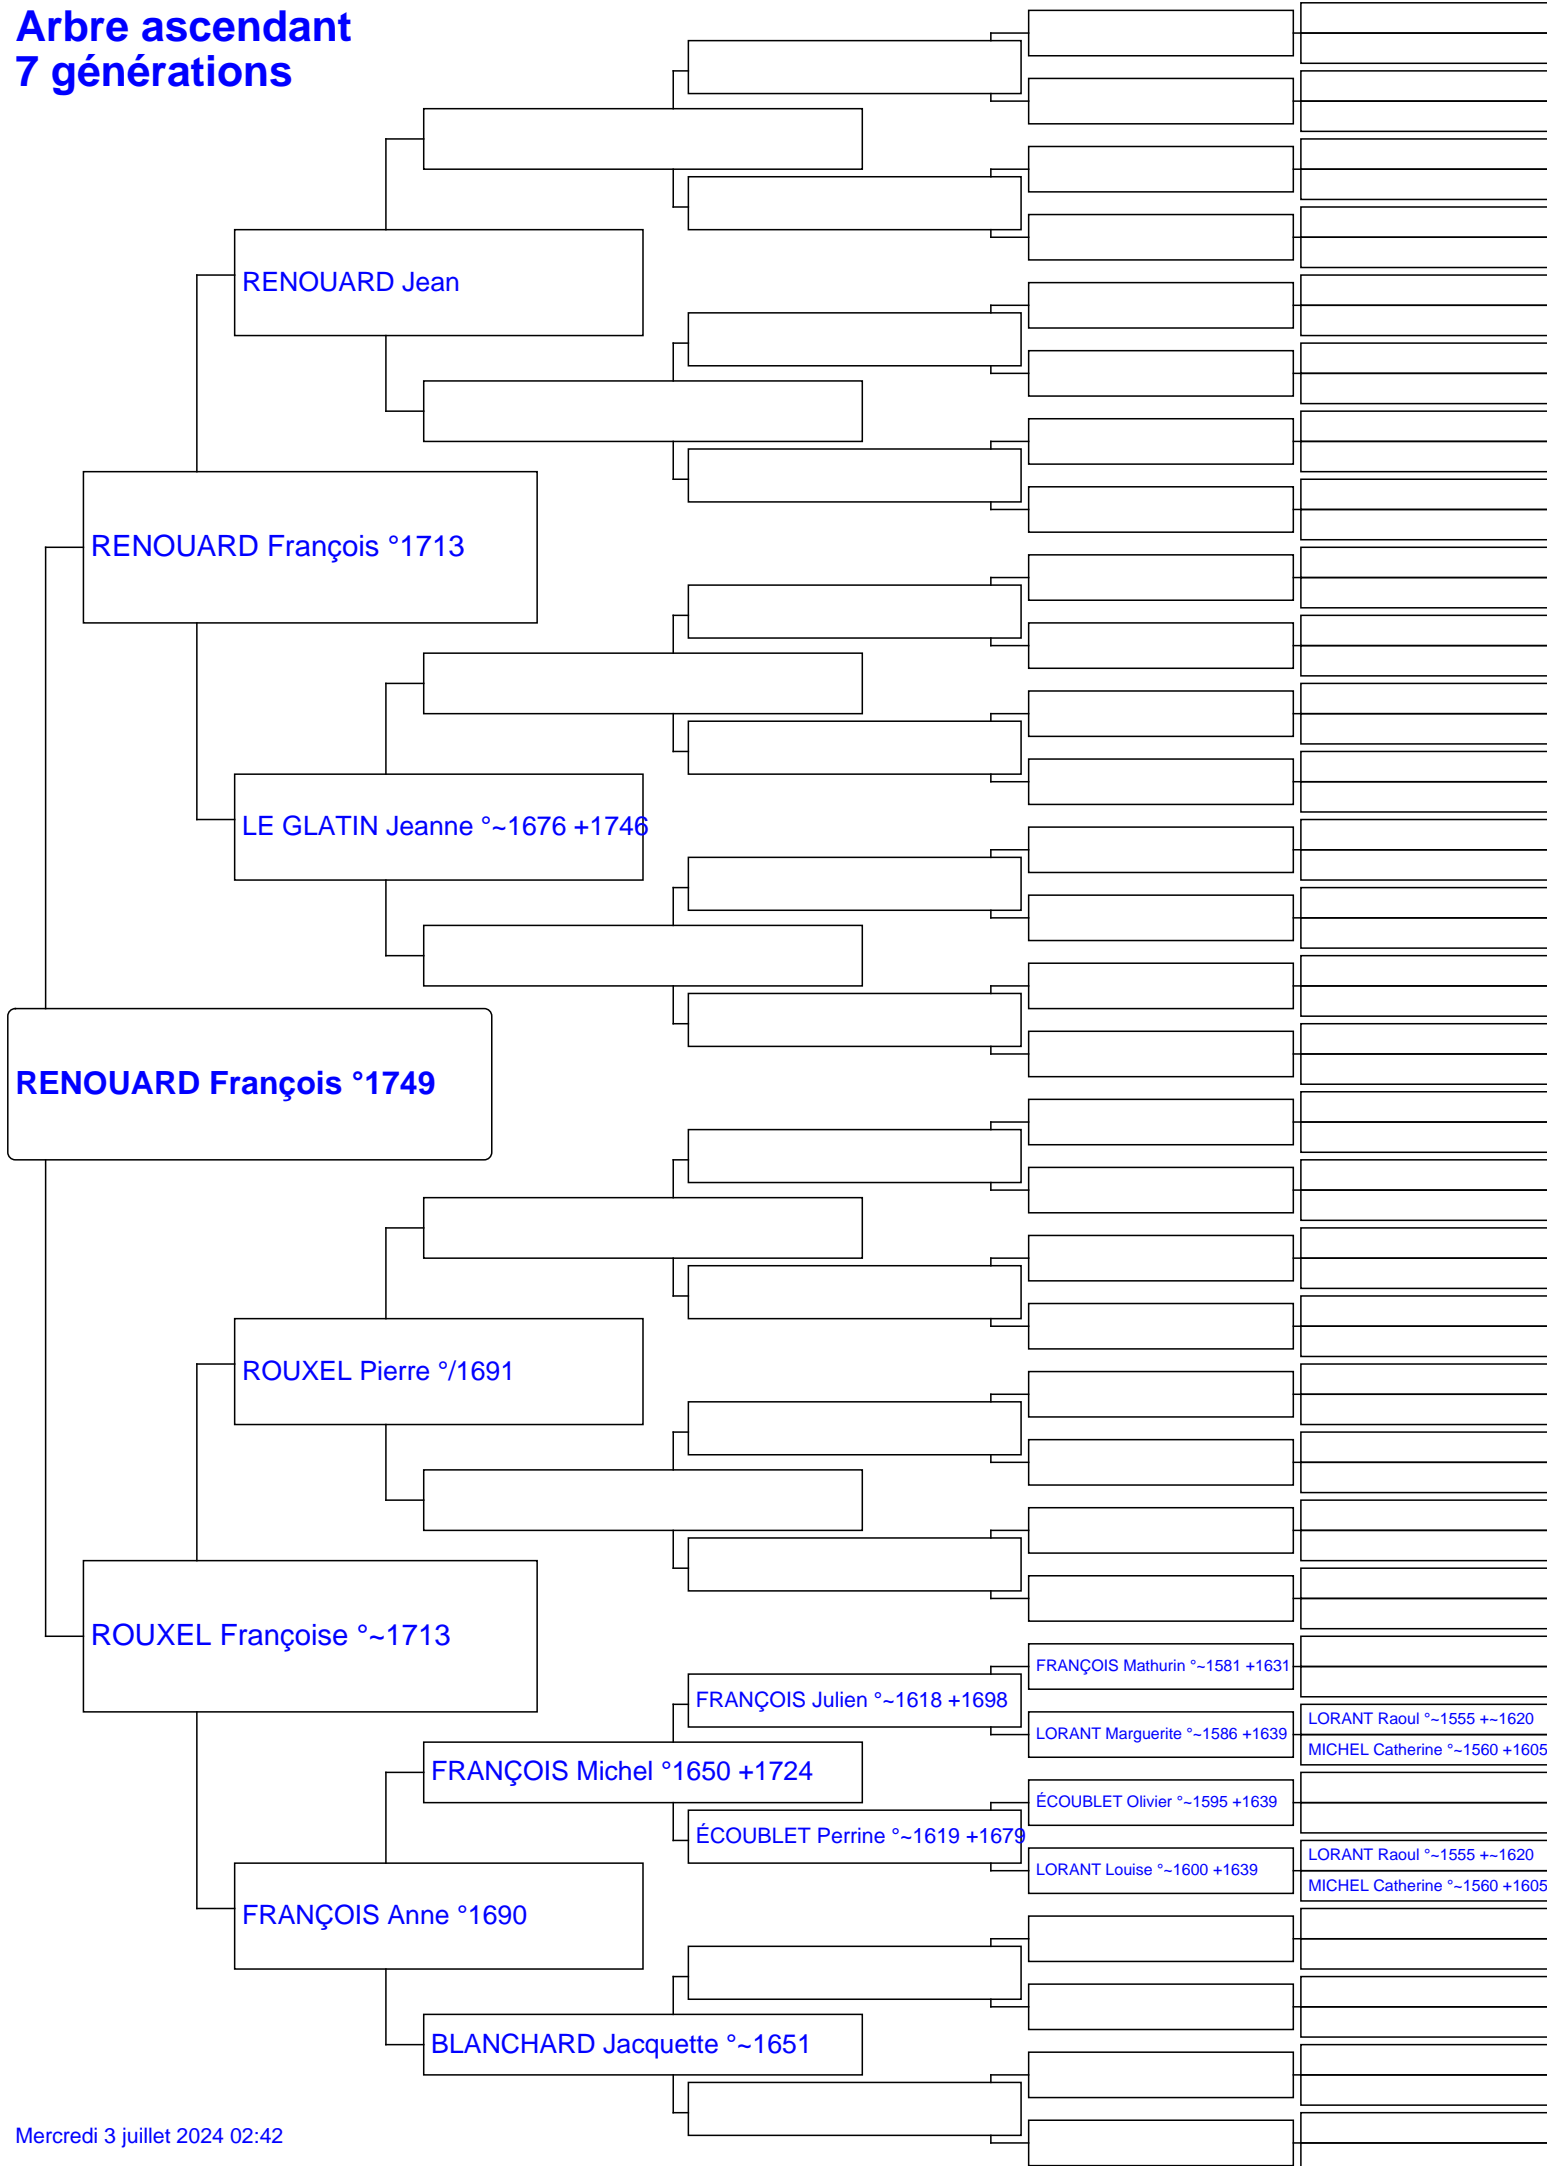 Arbre ascendant
7 générations
RENOUARD Jean
RENOUARD François °1713
LE GLATIN Jeanne °~1676 +1746
RENOUARD François °1749
ROUXEL Pierre °/1691
ROUXEL Françoise °~1713
FRANÇOIS Mathurin °~1581 +1631
FRANÇOIS Julien °~1618 +1698
LORANT Raoul °~1555 +~1620
LORANT Marguerite °~1586 +1639
MICHEL Catherine °~1560 +1605
FRANÇOIS Michel °1650 +1724
ÉCOUBLET Olivier °~1595 +1639
ÉCOUBLET Perrine °~1619 +1679
LORANT Raoul °~1555 +~1620
LORANT Louise °~1600 +1639
MICHEL Catherine °~1560 +1605
FRANÇOIS Anne °1690
BLANCHARD Jacquette °~1651
Mercredi 3 juillet 2024 02:42